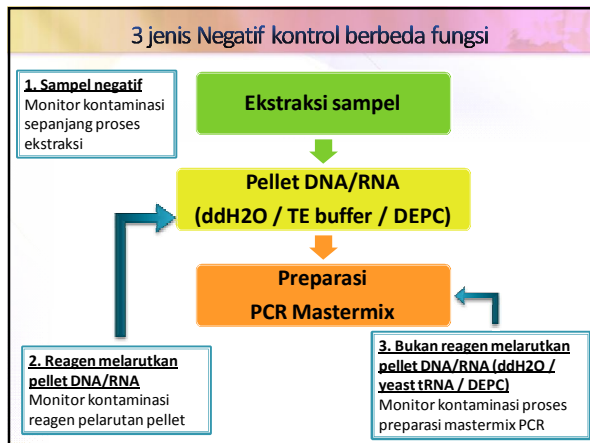 3 jenis Negatif kontrol berbeda fungsi
1. Sampel negatif
Monitor kontaminasi
sepanjang proses
ekstraksi
Ekstraksi sampel
Pellet DNA/RNA
(ddH2O / TE buffer / DEPC)
Preparasi
PCR Mastermix
2. Reagen melarutkan
pellet DNA/RNA
Monitor kontaminasi
reagen pelarutan pellet
3. Bukan reagen melarutkan
pellet DNA/RNA (ddH2O /
yeast tRNA / DEPC)
Monitor kontaminasi proses
preparasi mastermix PCR